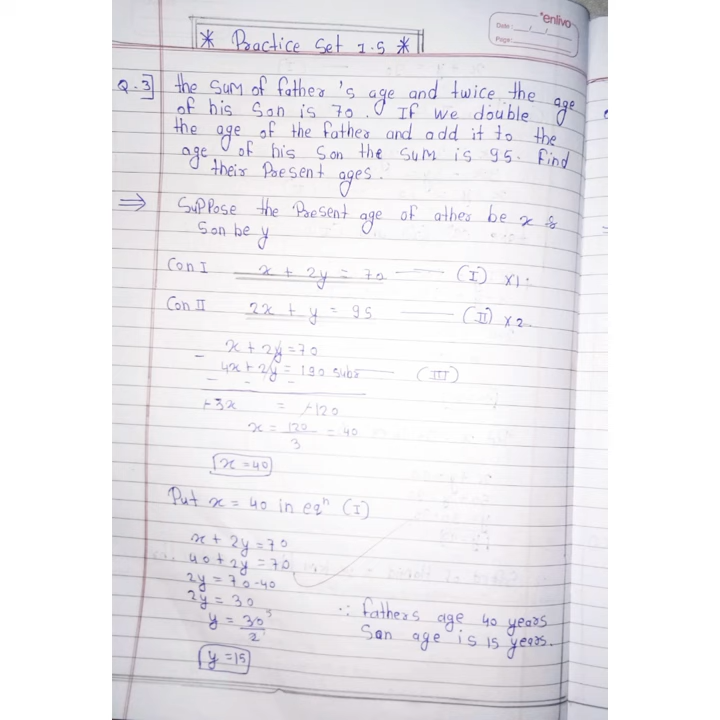 enlivo
Date :
Page:
* Practice Set 1.5 *
Q.3] the sum of father's age and twice the age
of his Son is 70. If we double
the age of the father and add it to the
age of his Son the sum is 95. Find
their Present ages.
⇒ Suppose the Present age of ather be x &
Son be y
Con I x + 2y = 70 —— (I) x1.
Con II 2x + y = 95 —— (II) x2.
x + 2y = 70
- 4x + 2y = 190 subs —— (III)
- - -
+3x = +120
x = 120/3 = 40
x = 40
Put x = 40 in eqn (I)
x + 2y = 70
40 + 2y = 70
2y = 70-40
2y = 30
y = 30/2
y = 15
∴ fathers age 40 years
Son age is 15 years.